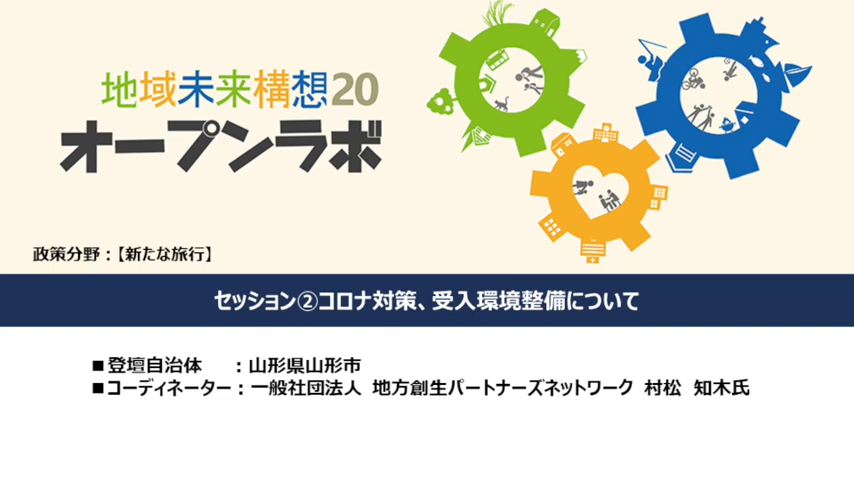 地域未来構想20
オープンラボ
政策分野：【新たな旅行】
セッション②コロナ対策、受入環境整備について
■登壇自治体　：山形県山形市
■コーディネーター：一般社団法人 地方創生パートナーズネットワーク 村松 知木氏